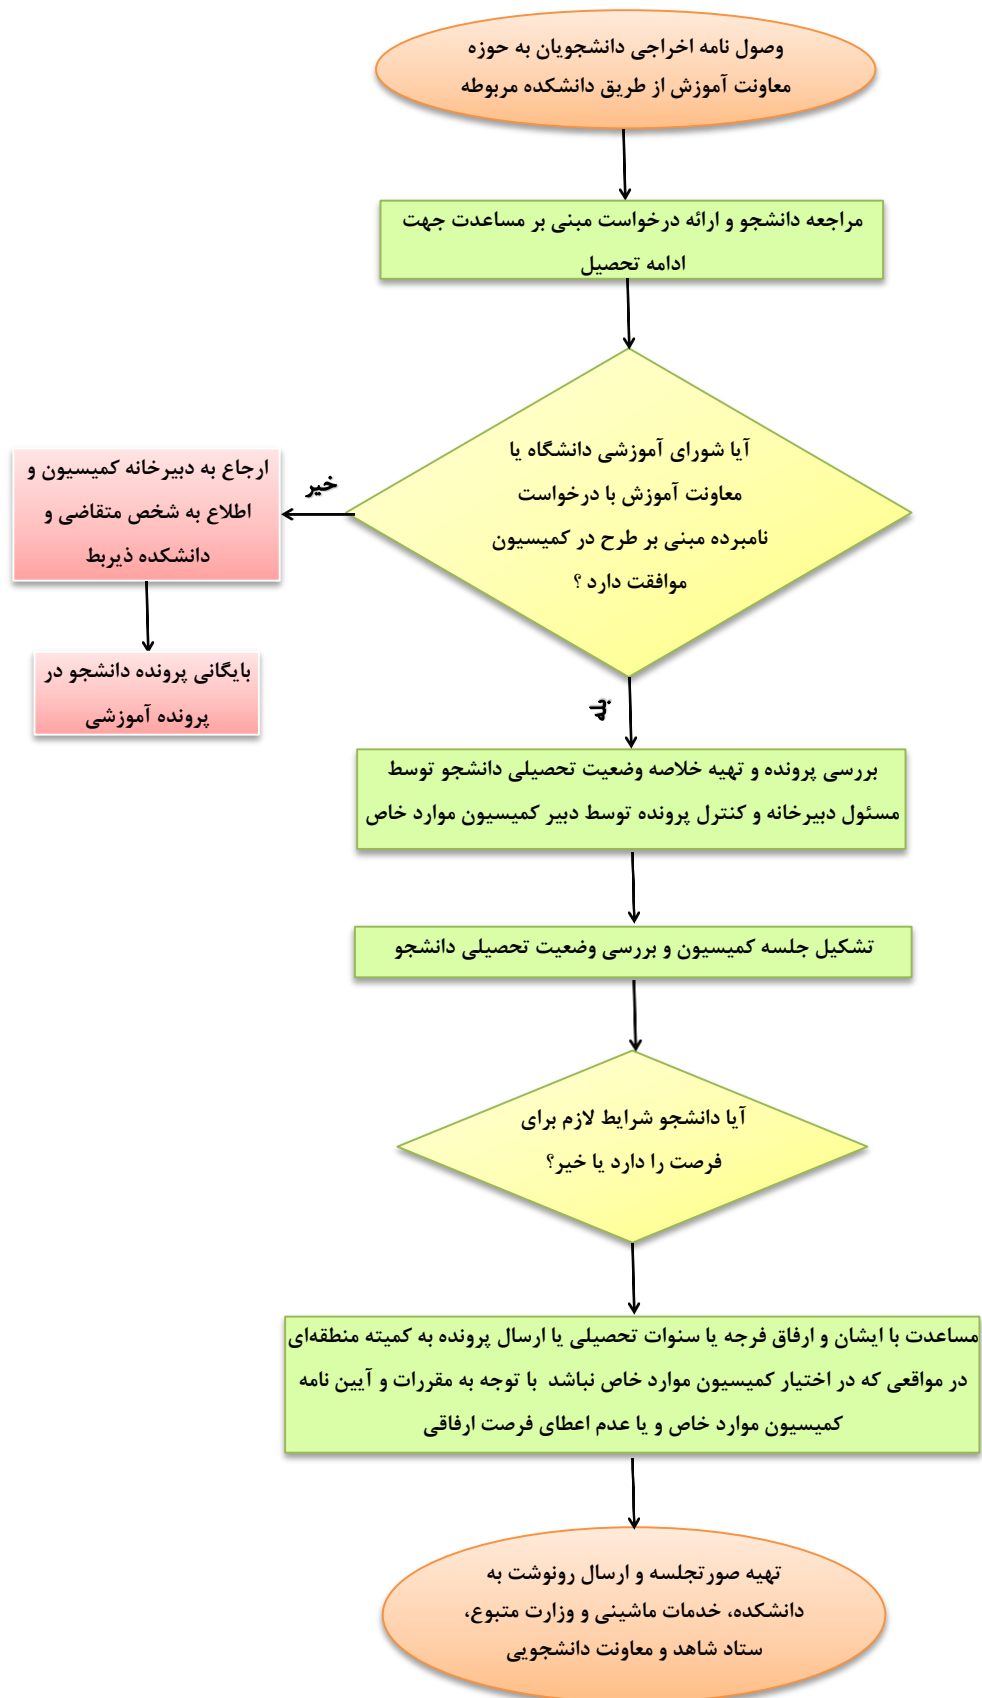 وصول نامه اخراجی دانشجویان به حوزه
معاونت آموزش از طریق دانشکده مربوطه
مراجعه دانشجو و ارائه درخواست مبنی بر مساعدت جهت
ادامه تحصیل
آیا شورای آموزشی دانشگاه یا
معاونت آموزش با درخواست
نامبرده مبنی بر طرح در کمیسیون
موافقت دارد ؟
خیر
ارجاع به دبیرخانه کمیسیون و
اطلاع به شخص متقاضی و
دانشکده ذیربط
بایگانی پرونده دانشجو در
پرونده آموزشی
بله
بررسی پرونده و تهیه خلاصه وضعیت تحصیلی دانشجو توسط
مسئول دبیرخانه و کنترل پرونده توسط دبیر کمیسیون موارد خاص
تشکیل جلسه کمیسیون و بررسی وضعیت تحصیلی دانشجو
آیا دانشجو شرایط لازم برای
فرصت را دارد یا خیر؟
مساعدت با ایشان و ارفاق فرجه یا سنوات تحصیلی یا ارسال پرونده به کمیته منطقه‌ای
در مواقعی که در اختیار کمیسیون موارد خاص نباشد با توجه به مقررات و آیین نامه
کمیسیون موارد خاص و یا عدم اعطای فرصت ارفاقی
تهیه صورتجلسه و ارسال رونوشت به
دانشکده، خدمات ماشینی و وزارت متبوع،
ستاد شاهد و معاونت دانشجویی